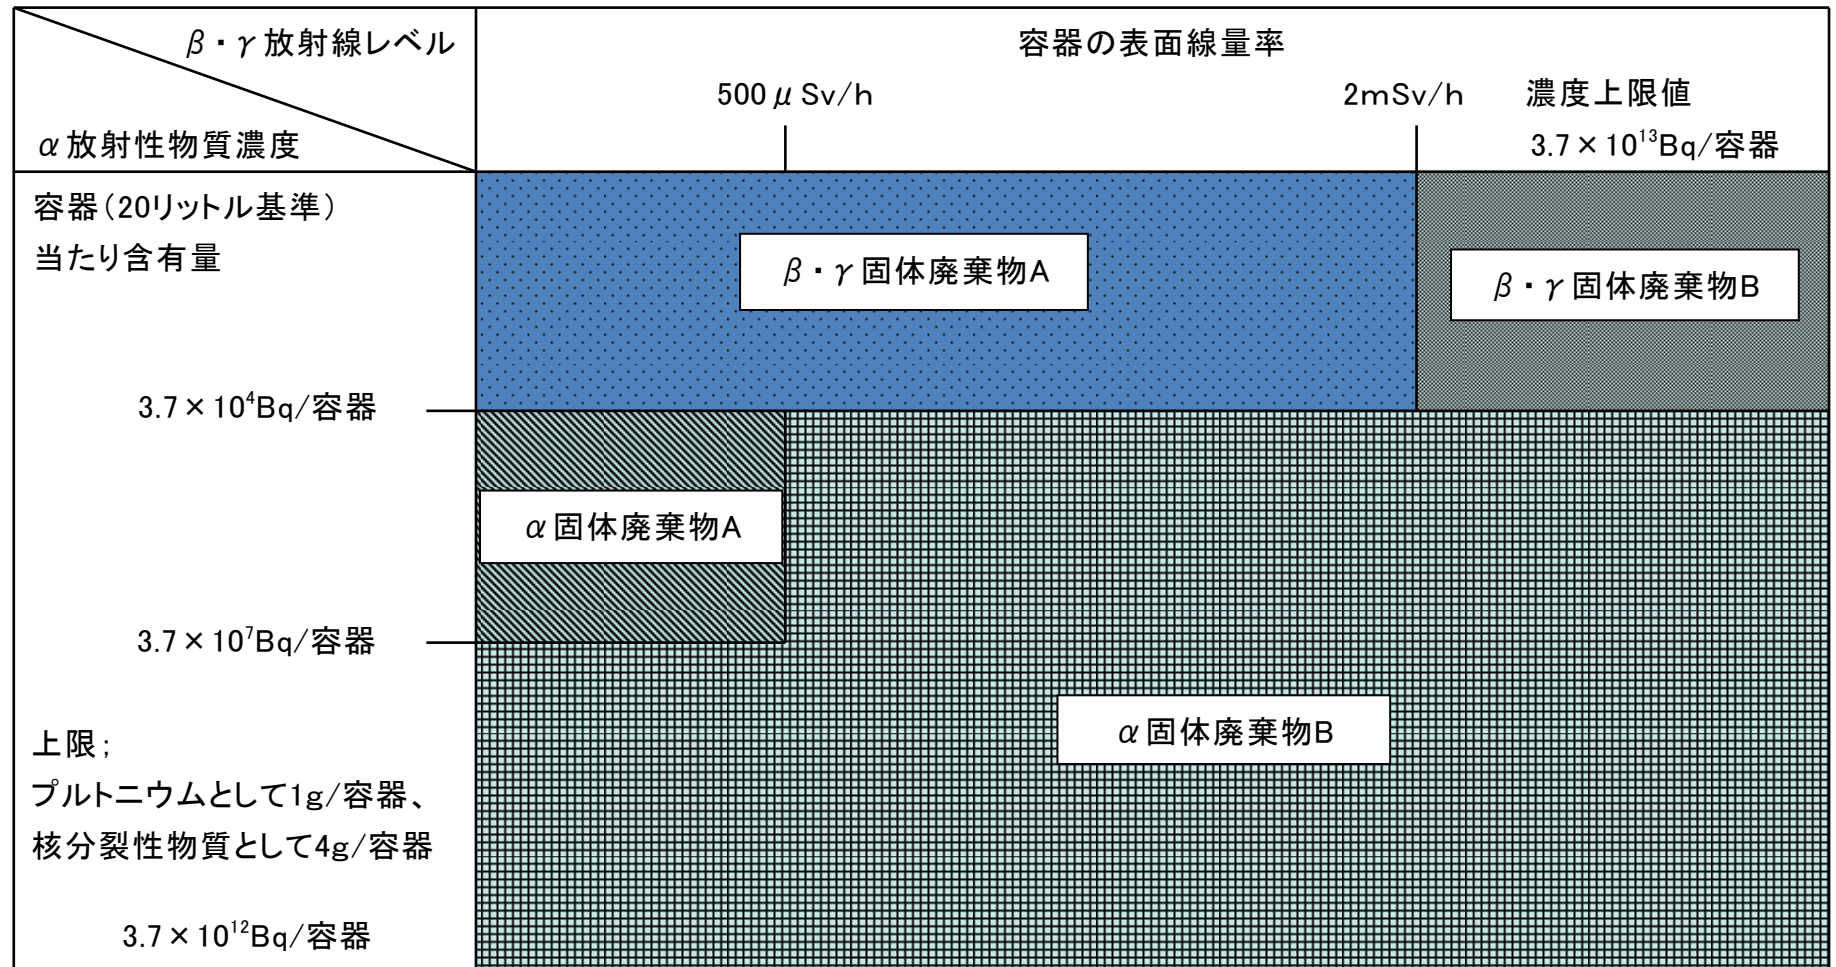 β・γ放射線レベル
α放射性物質濃度
容器の表面線量率
500μSv/h
2mSv/h
濃度上限値
3.7×10¹³Bq/容器
容器(20リットル基準)
当たり含有量
3.7×10⁴Bq/容器
3.7×10⁷Bq/容器
上限;
プルトニウムとして1g/容器、
核分裂性物質として4g/容器
3.7×10¹²Bq/容器
β・γ固体廃棄物A
β・γ固体廃棄物B
α固体廃棄物A
α固体廃棄物B